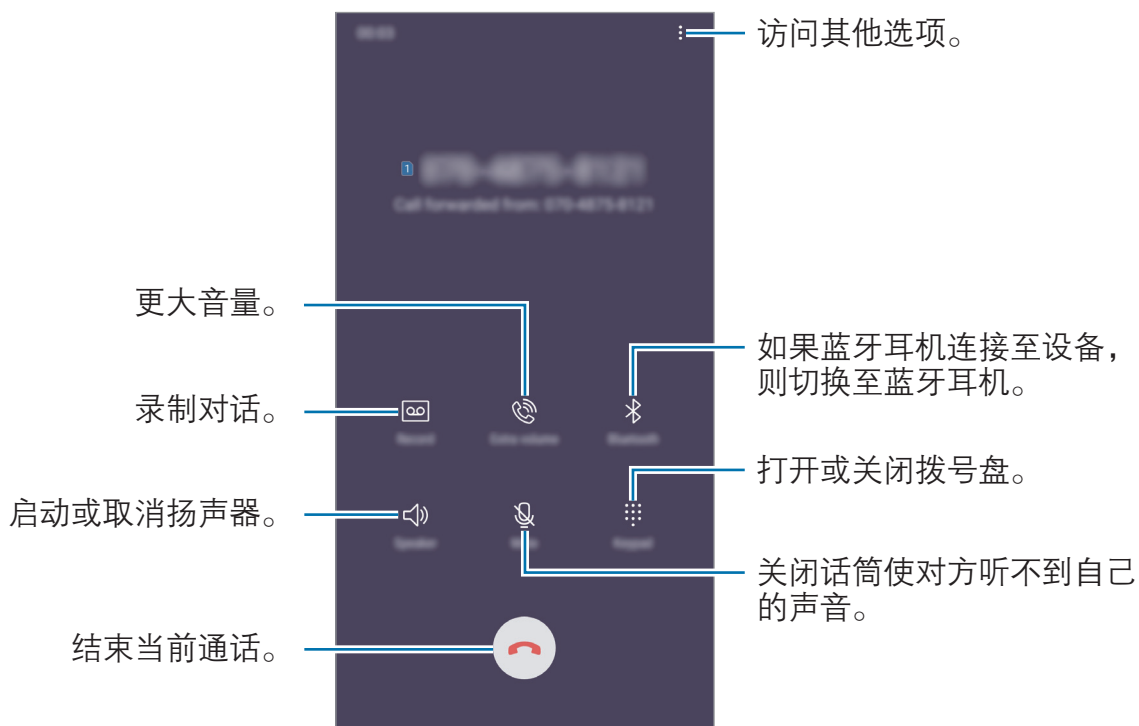 访问其他选项。
1
更大音量。
如果蓝牙耳机连接至设备，
则切换至蓝牙耳机。
录制对话。
打开或关闭拨号盘。
启动或取消扬声器。
关闭话筒使对方听不到自己
的声音。
结束当前通话。